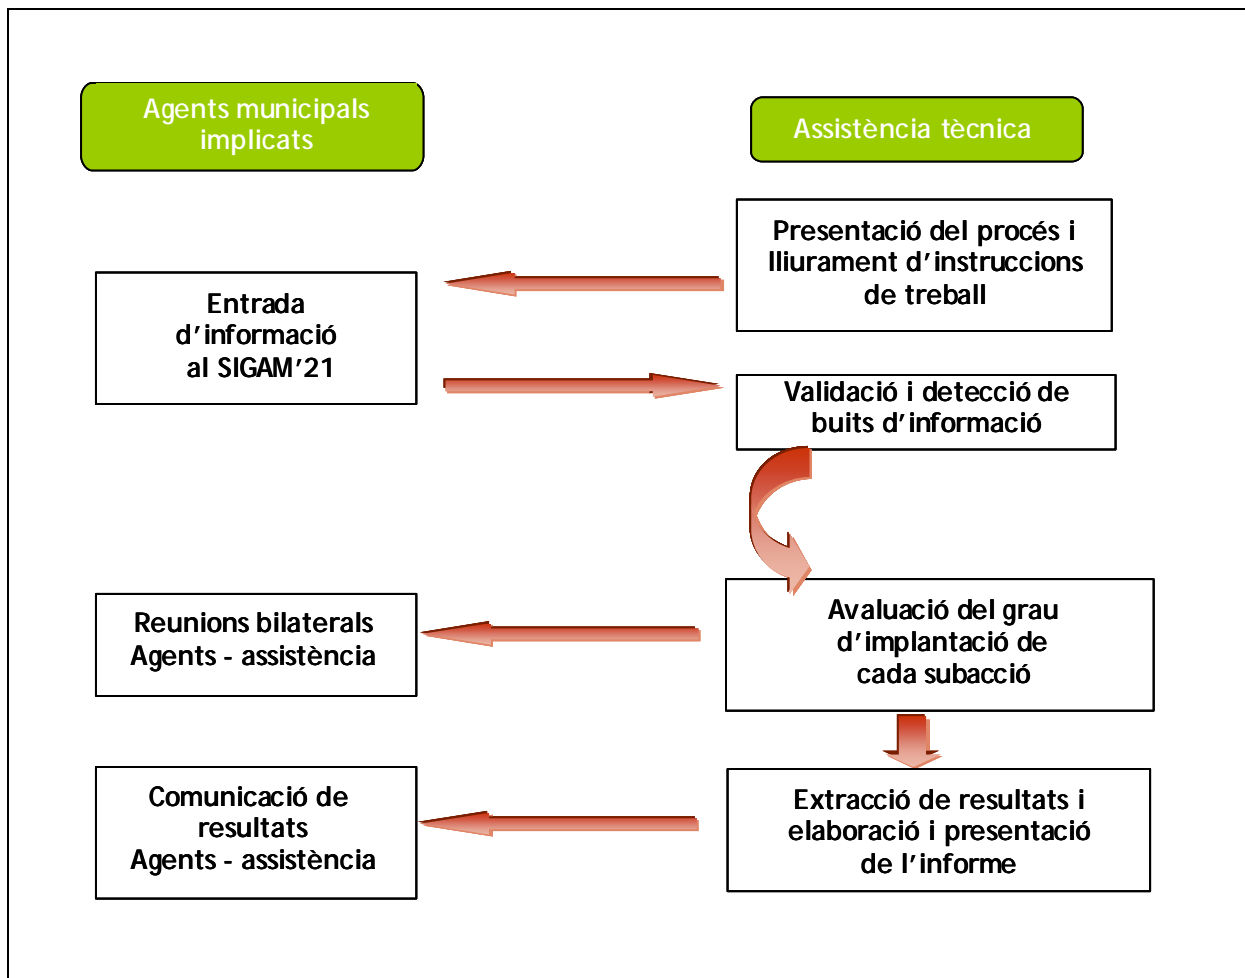 Agents municipals
implicats
Assistència tècnica
Presentació del procés i
lliurament d'instruccions
de treball
Entrada
d'informació
al SIGAM'21
Validació i detecció de
buits d'informació
Reunions bilaterals
Agents - assistència
Avaluació del grau
d'implantació de
cada subacció
Comunicació de
resultats
Agents - assistència
Extracció de resultats i
elaboració i presentació
de l'informe